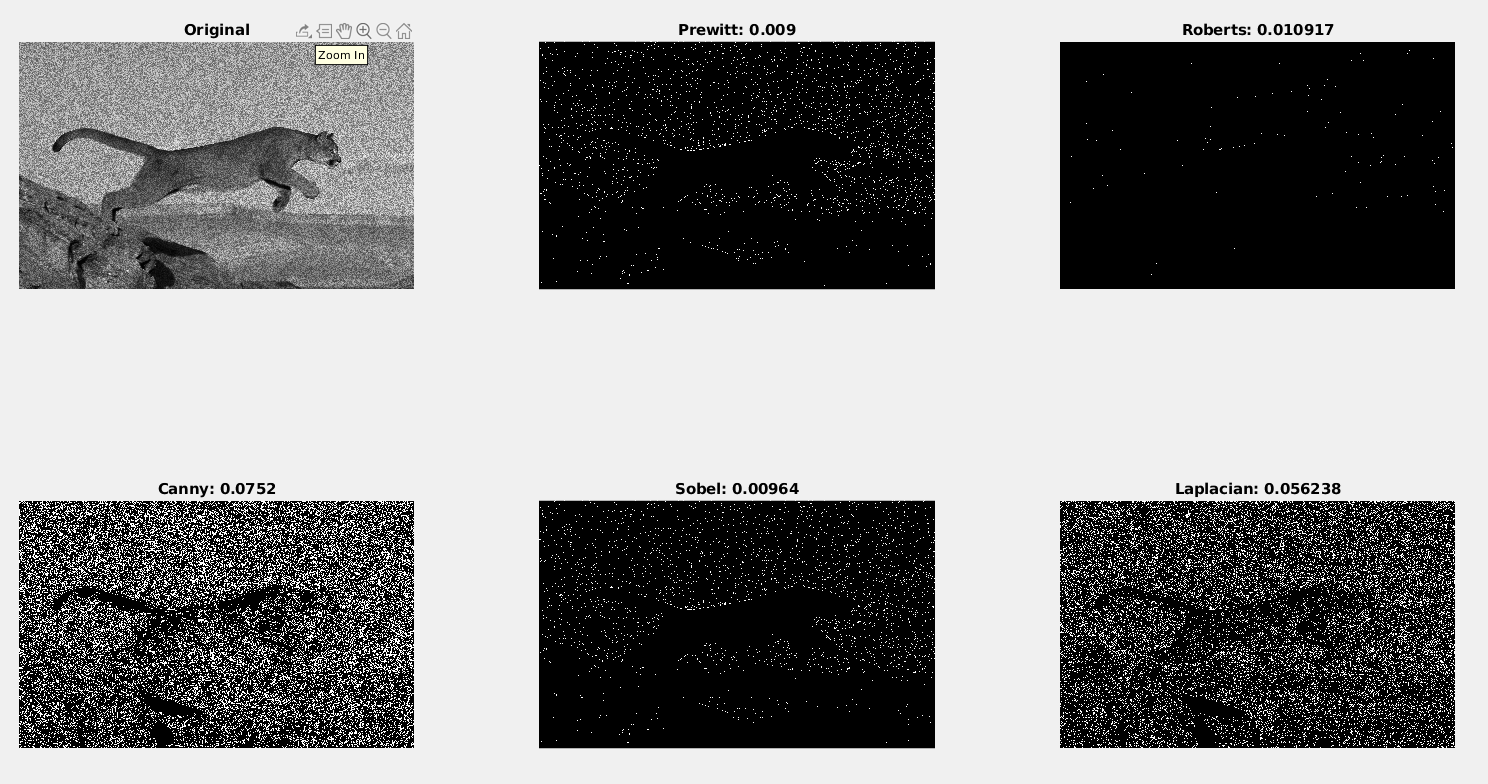 Original
Zoom In
Prewitt: 0.009
Roberts: 0.010917
Canny: 0.0752
Sobel: 0.00964
Laplacian: 0.056238